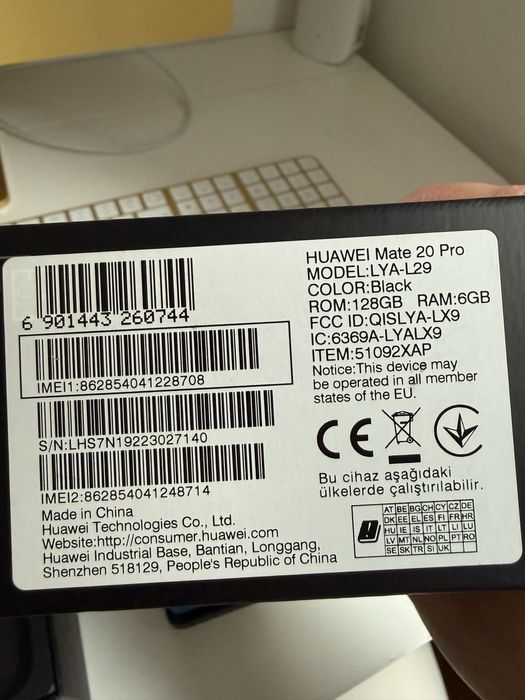 HUAWEI Mate 20 Pro
MODEL:LYA-L29
COLOR:Black
ROM:128GB RAM:6GB
FCC ID:QISLYA-LX9
IC:6369A-LYALX9
ITEM:51092XAP
Notice:This device may
be operated in all member
states of the EU.
6 901443 260744
IMEI1:862854041228708
S/N:LHS7N19223027140
IMEI2:862854041248714
CE
Bu cihaz aşağıdaki
ülkelerde çalıştırılabilir.
AT BE BG CH CY CZ DE
DK EE EL ES FI FR HR
HU IE IS IT LT LI LU
LV MT NL NO PL PT RO
SE SK TR SI UK
Made in China
Huawei Technologies Co., Ltd.
Website:http://consumer.huawei.com
Huawei Industrial Base, Bantian, Longgang,
Shenzhen 518129, People's Republic of China